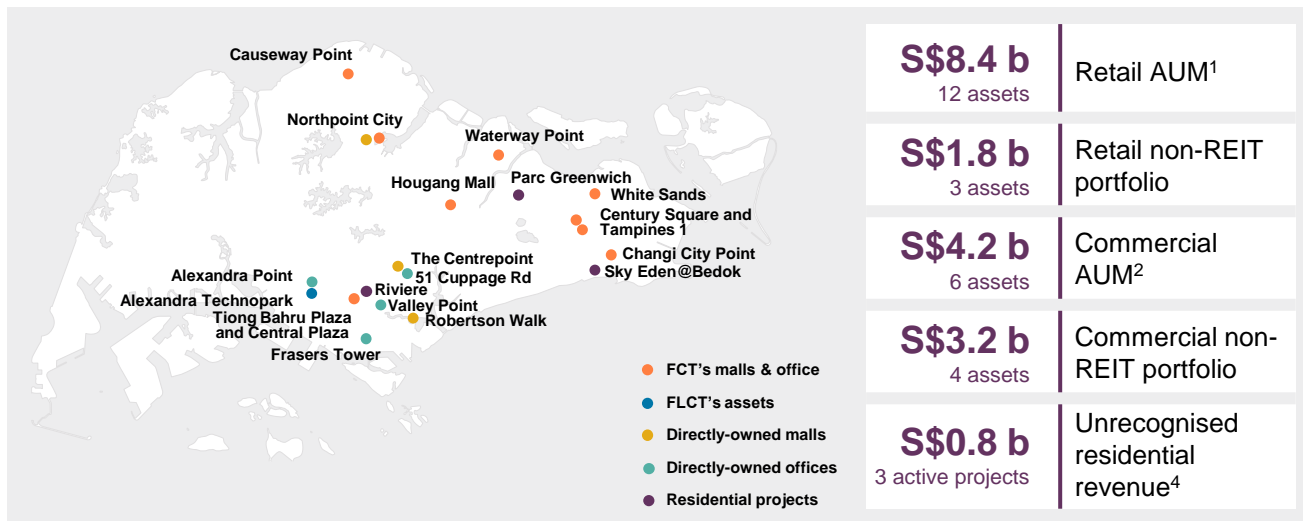 Causeway Point
Northpoint City
Waterway Point
Hougang Mall
Parc Greenwich
White Sands
Century Square and
Tampines 1
Changi City Point
Sky Eden@Bedok
The Centrepoint
51 Cuppage Rd
Alexandra Point
Riviere
Alexandra Technopark
Valley Point
Tiong Bahru Plaza
and Central Plaza
Robertson Walk
Frasers Tower
FCT's malls & office
FLCT's assets
Directly-owned malls
Directly-owned offices
Residential projects
S$8.4 b
12 assets
Retail AUM¹
S$1.8 b
3 assets
Retail non-REIT
portfolio
S$4.2 b
6 assets
Commercial
AUM²
S$3.2 b
4 assets
Commercial non-
REIT portfolio
S$0.8 b
3 active projects
Unrecognised
residential
revenue⁴